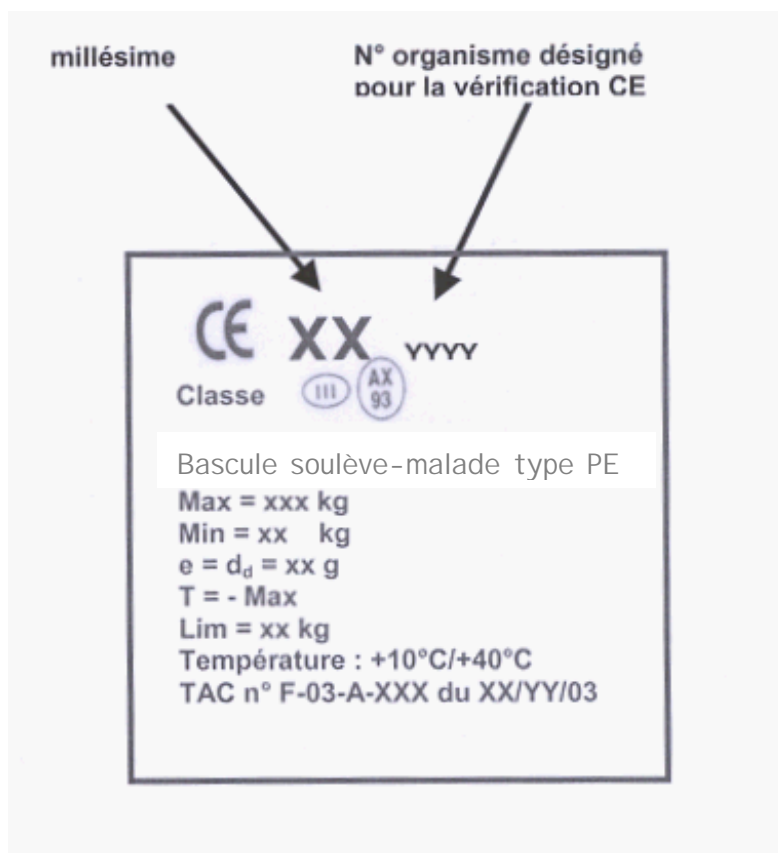 millésime
N° organisme désigné
pour la vérification CE
CE XX YYYY
Classe III AX
93
Bascule soulève-malade type PE
Max = xxx kg
Min = xx kg
e = dd = xx g
T = - Max
Lim = xx kg
Température : +10°C/+40°C
TAC n° F-03-A-XXX du XX/YY/03